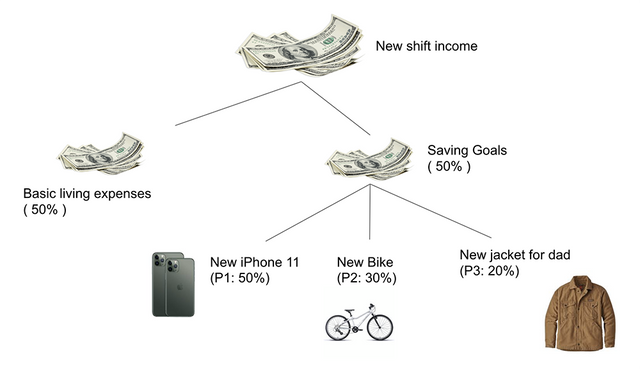 New shift income
Saving Goals
( 50% )
Basic living expenses
( 50% )
New iPhone 11
(P1: 50%)
New Bike
(P2: 30%)
New jacket for dad
(P3: 20%)